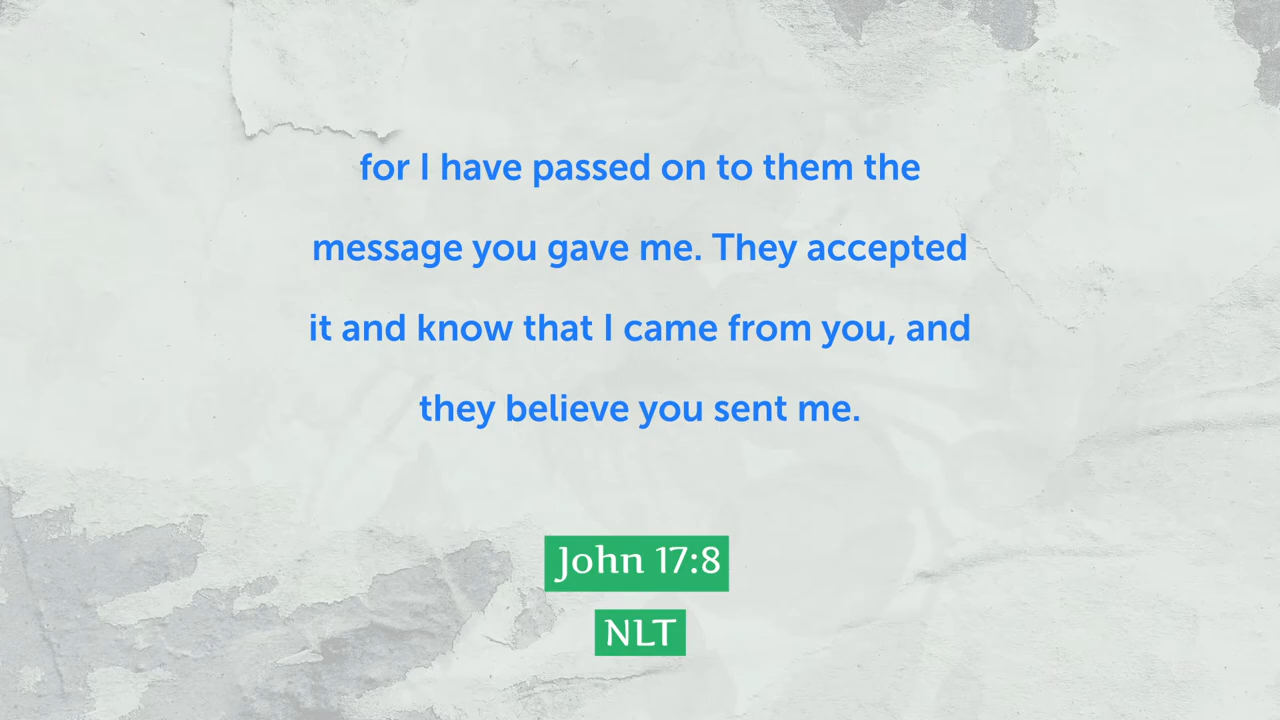 for I have passed on to them the
message you gave me. They accepted
it and know that I came from you, and
they believe you sent me.
John 17:8
NLT